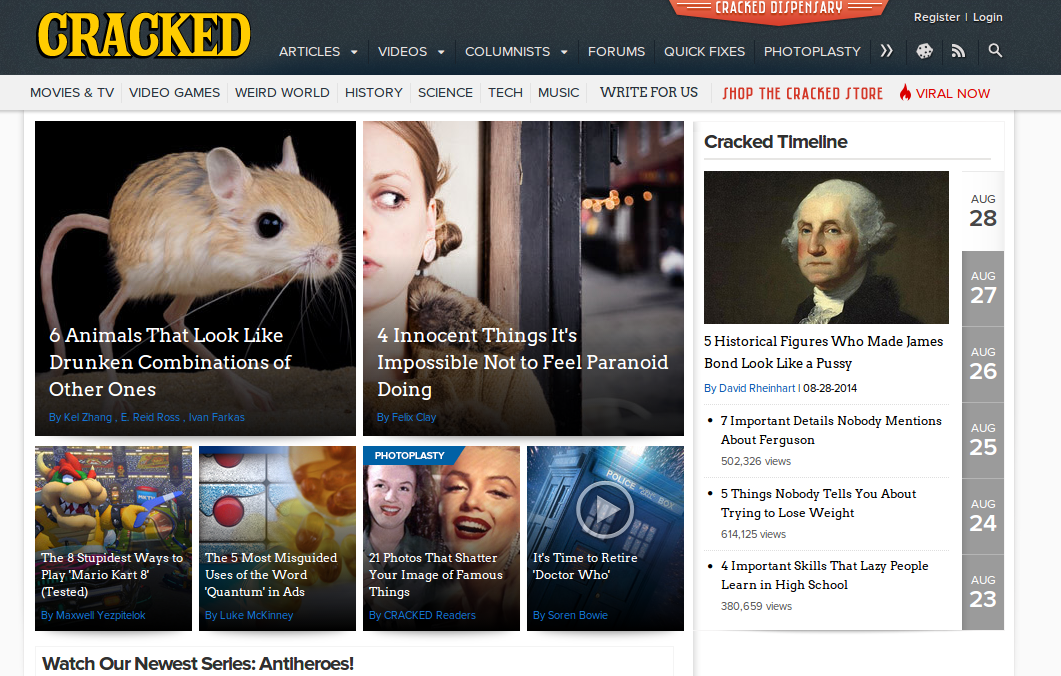 CRACKED DISPENSARY
CRACKED
Register | Login
ARTICLES VIDEOS COLUMNISTS FORUMS QUICK FIXES PHOTOPLASTY
MOVIES & TV VIDEO GAMES WEIRD WORLD HISTORY SCIENCE TECH MUSIC WRITE FOR US SHOP THE CRACKED STORE VIRAL NOW
6 Animals That Look Like
Drunken Combinations of
Other Ones
By Kel Zhang , E. Reid Ross , Ivan Farkas
4 Innocent Things It's
Impossible Not to Feel Paranoid
Doing
By Felix Clay
The 8 Stupidest Ways to
Play 'Mario Kart 8'
(Tested)
By Maxwell Yezpitelok
The 5 Most Misguided
Uses of the Word
'Quantum' in Ads
By Luke McKinney
PHOTOPLASTY
21 Photos That Shatter
Your Image of Famous
Things
By CRACKED Readers
POLICE BOX
It's Time to Retire
'Doctor Who'
By Soren Bowie
Watch Our Newest Series: Antiheroes!
Cracked Timeline
5 Historical Figures Who Made James
Bond Look Like a Pussy
By David Rheinhart | 08-28-2014
• 7 Important Details Nobody Mentions
About Ferguson
502,326 views
• 5 Things Nobody Tells You About
Trying to Lose Weight
614,125 views
• 4 Important Skills That Lazy People
Learn in High School
380,659 views
AUG
28
AUG
27
AUG
26
AUG
25
AUG
24
AUG
23